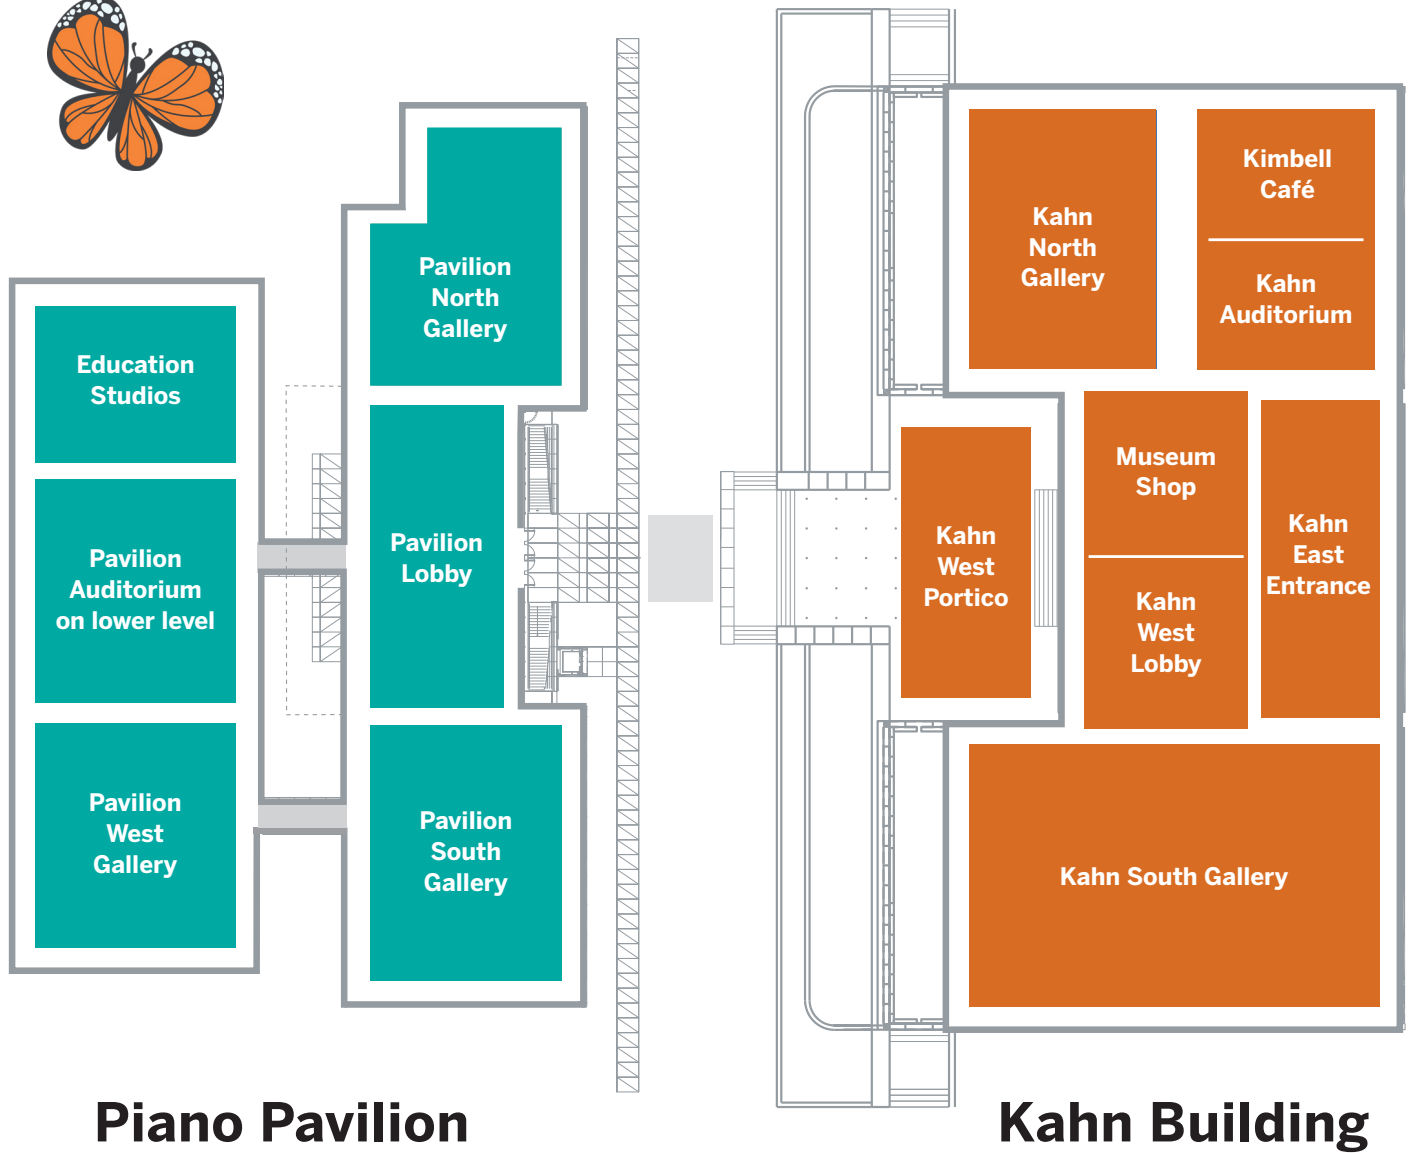 Education
Studios
Pavilion
Auditorium
on lower level
Pavilion
West
Gallery
Pavilion
North
Gallery
Pavilion
Lobby
Pavilion
South
Gallery
Piano Pavilion
Kahn
North
Gallery
Kimbell
Café
Kahn
Auditorium
Kahn
West
Portico
Museum
Shop
Kahn
West
Lobby
Kahn
East
Entrance
Kahn South Gallery
Kahn Building